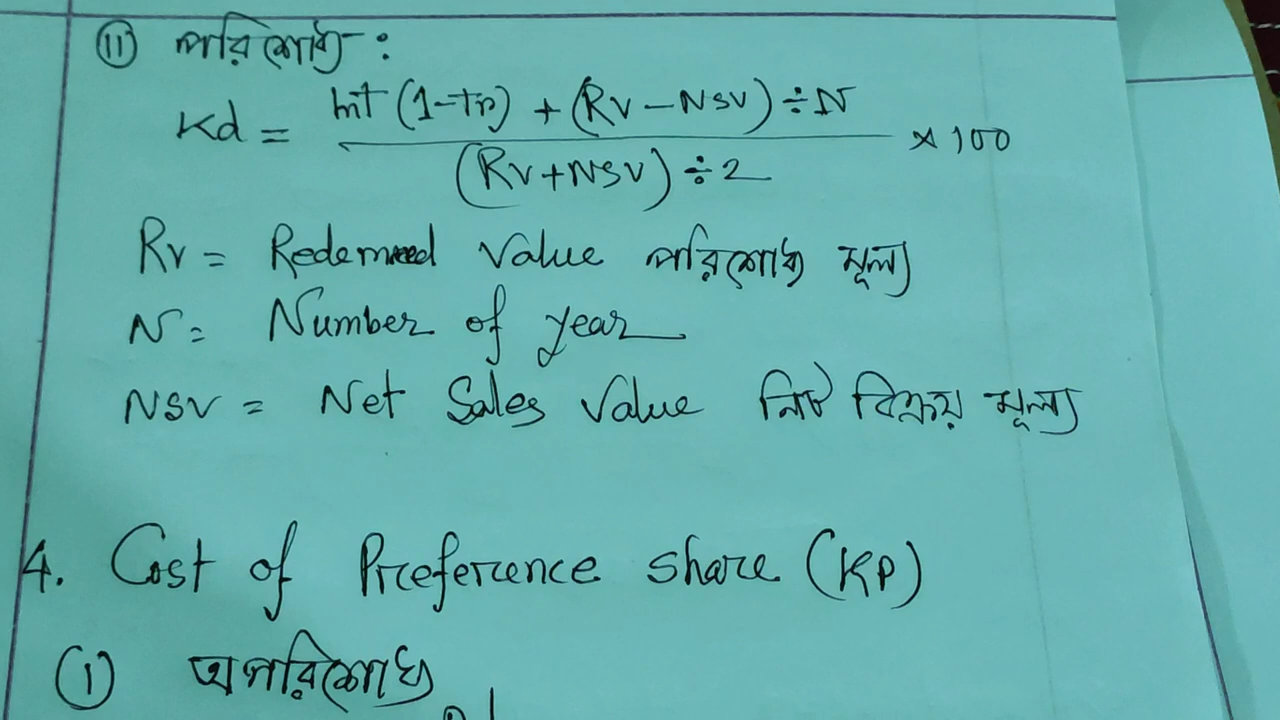 (ii) পরিশোধ্য :
Kd = Int (1-Tr) + (Rv - NSV) ÷ N
(Rv + NSV) ÷ 2
× 100
Rv = Value পরিশোধ্য মূল্য
N = Number of year
NSV = Net Sales Value নিট বিক্রয় মূল্য
4. Cost of Preference share (KP)
(i) অপরিশোধ্য